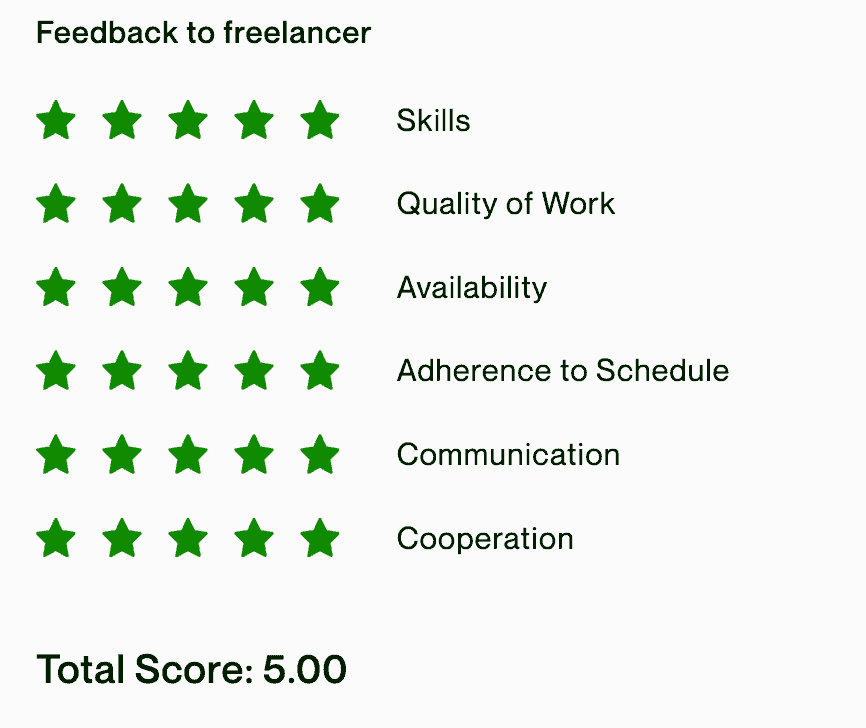 Feedback to freelancer
Skills
Quality of Work
Availability
Adherence to Schedule
Communication
Cooperation
Total Score: 5.00